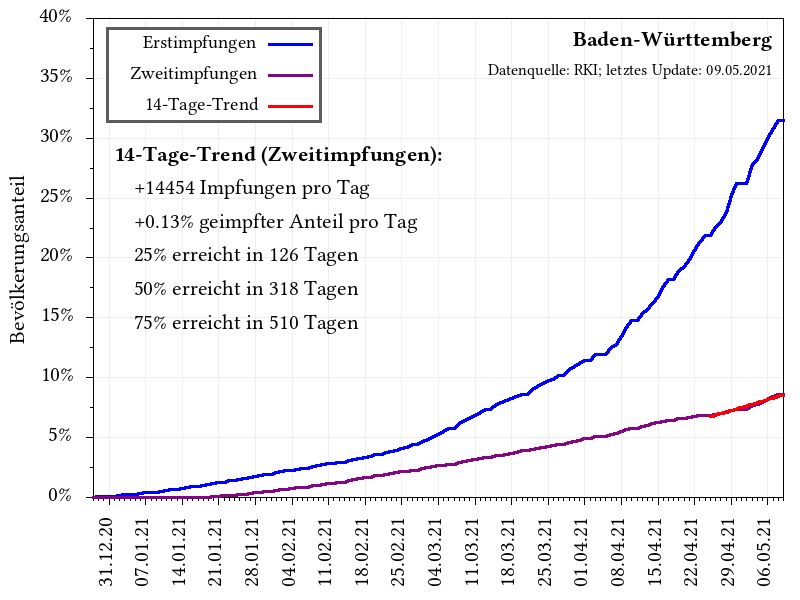 40%
35%
30%
25%
20%
15%
10%
5%
0%
Bevölkerungsanteil
Erstimpfungen
Zweitimpfungen
14-Tage-Trend
Baden-Württemberg
Datenquelle: RKI; letztes Update: 09.05.2021
14-Tage-Trend (Zweitimpfungen):
+14454 Impfungen pro Tag
+0.13% geimpfter Anteil pro Tag
25% erreicht in 126 Tagen
50% erreicht in 318 Tagen
75% erreicht in 510 Tagen
31.12.20
07.01.21
14.01.21
21.01.21
28.01.21
04.02.21
11.02.21
18.02.21
25.02.21
04.03.21
11.03.21
18.03.21
25.03.21
01.04.21
08.04.21
15.04.21
22.04.21
29.04.21
06.05.21